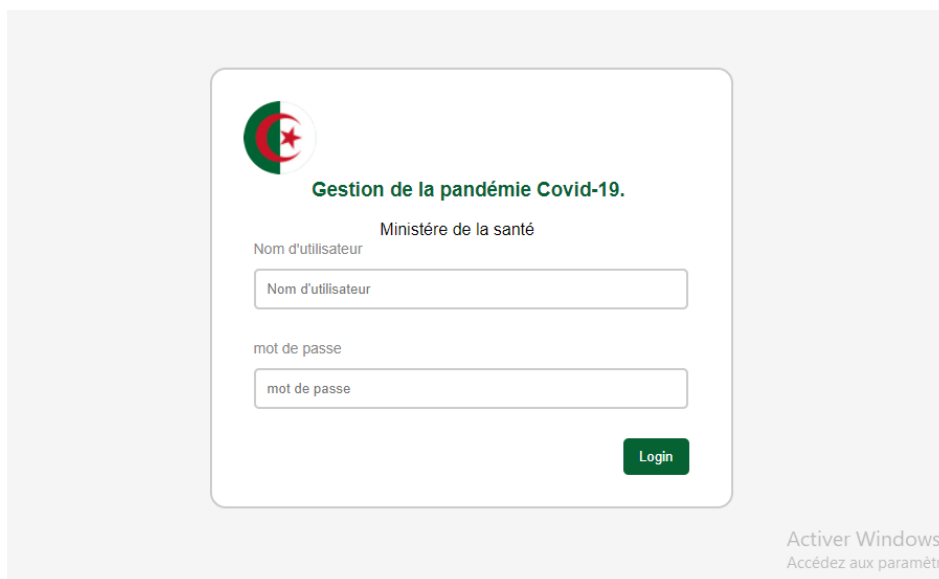 Gestion de la pandémie Covid-19.
Ministére de la santé
Nom d'utilisateur
Nom d'utilisateur
mot de passe
mot de passe
Login
Activer Windows
Accédez aux